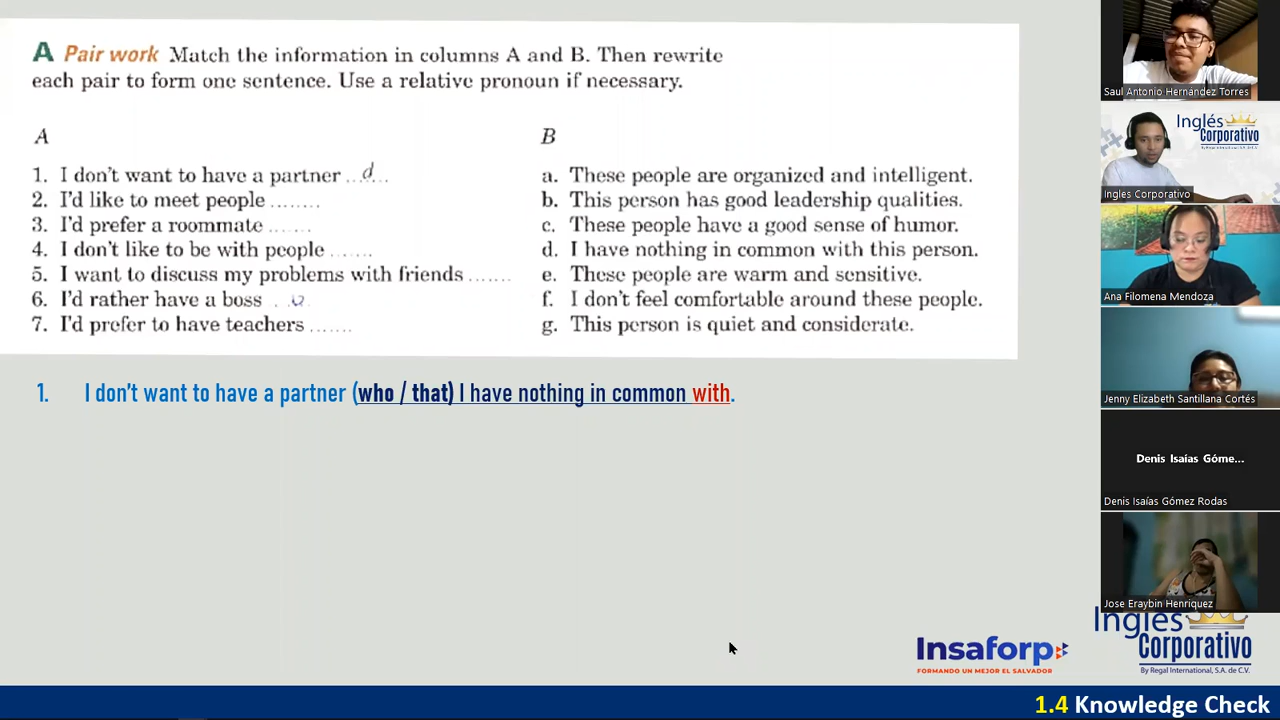 A Pair work Match the information in columns A and B. Then rewrite
each pair to form one sentence. Use a relative pronoun if necessary.
A
1. I don't want to have a partner ...d...
2. I'd like to meet people ........
3. I'd prefer a roommate .......
4. I don't like to be with people .......
5. I want to discuss my problems with friends .......
6. I'd rather have a boss
7. I'd prefer to have teachers .......
B
a. These people are organized and intelligent.
b. This person has good leadership qualities.
c. These people have a good sense of humor.
d. I have nothing in common with this person.
e. These people are warm and sensitive.
f. I don't feel comfortable around these people.
g. This person is quiet and considerate.
1. I don't want to have a partner (who / that) I have nothing in common with.
Saul Antonio Hernández Torres
Inglés
Corporativo
By Regal International, S.A. de C.V.
Ingles Corporativo
Ana Filomena Mendoza
Jenny Elizabeth Santillana Cortés
Denis Isaías Góme...
Denis Isaías Gómez Rodas
Jose Eraybin Henriquez
Insaforp
FORMANDO UN MEJOR EL SALVADOR
Inglés
Corporativo
By Regal International, S.A. de C.V.
1.4 Knowledge Check